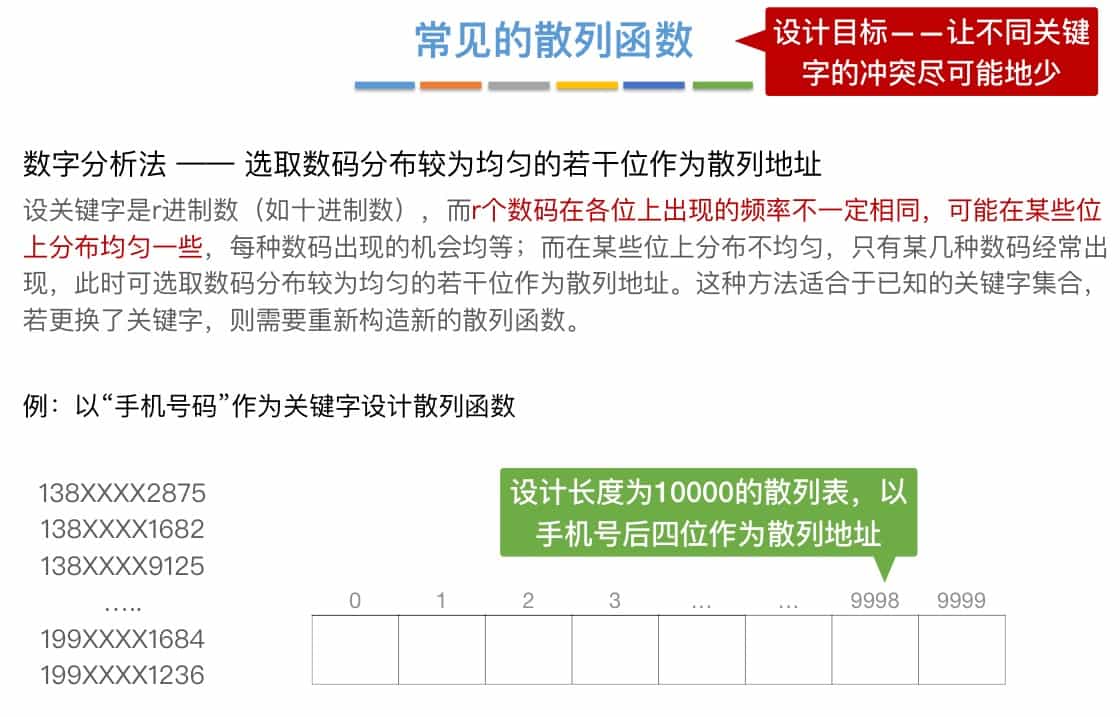 常见的散列函数
设计目标——让不同关键
字的冲突尽可能地少
数字分析法 —— 选取数码分布较为均匀的若干位作为散列地址
设关键字是r进制数（如十进制数），而r个数码在各位上出现的频率不一定相同，可能在某些位
上分布均匀一些，每种数码出现的机会均等；而在某些位上分布不均匀，只有某几种数码经常出
现，此时可选取数码分布较为均匀的若干位作为散列地址。这种方法适合于已知的关键字集合，
若更换了关键字，则需要重新构造新的散列函数。
例：以“手机号码”作为关键字设计散列函数
138XXXX2875
138XXXX1682
138XXXX9125
…..
199XXXX1684
199XXXX1236
设计长度为10000的散列表，以
手机号后四位作为散列地址
0 1 2 3 … … 9998 9999